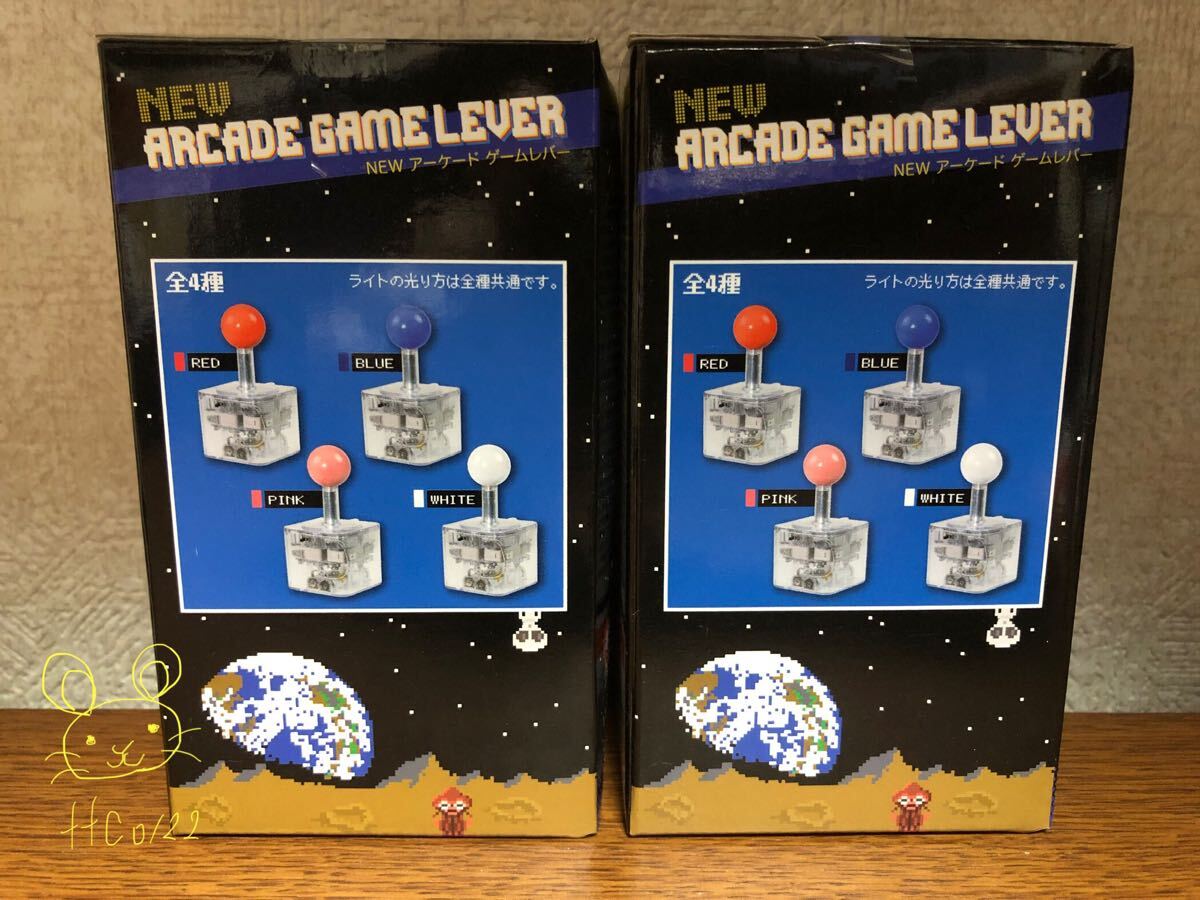 NEW
ARCADE GAME LEVER
NEW アーケード ゲームレバー
全4種
ライトの光り方は全種共通です。
RED
BLUE
PINK
WHITE
NEW
ARCADE GAME LEVER
NEW アーケード ゲームレバー
全4種
ライトの光り方は全種共通です。
RED
BLUE
PINK
WHITE